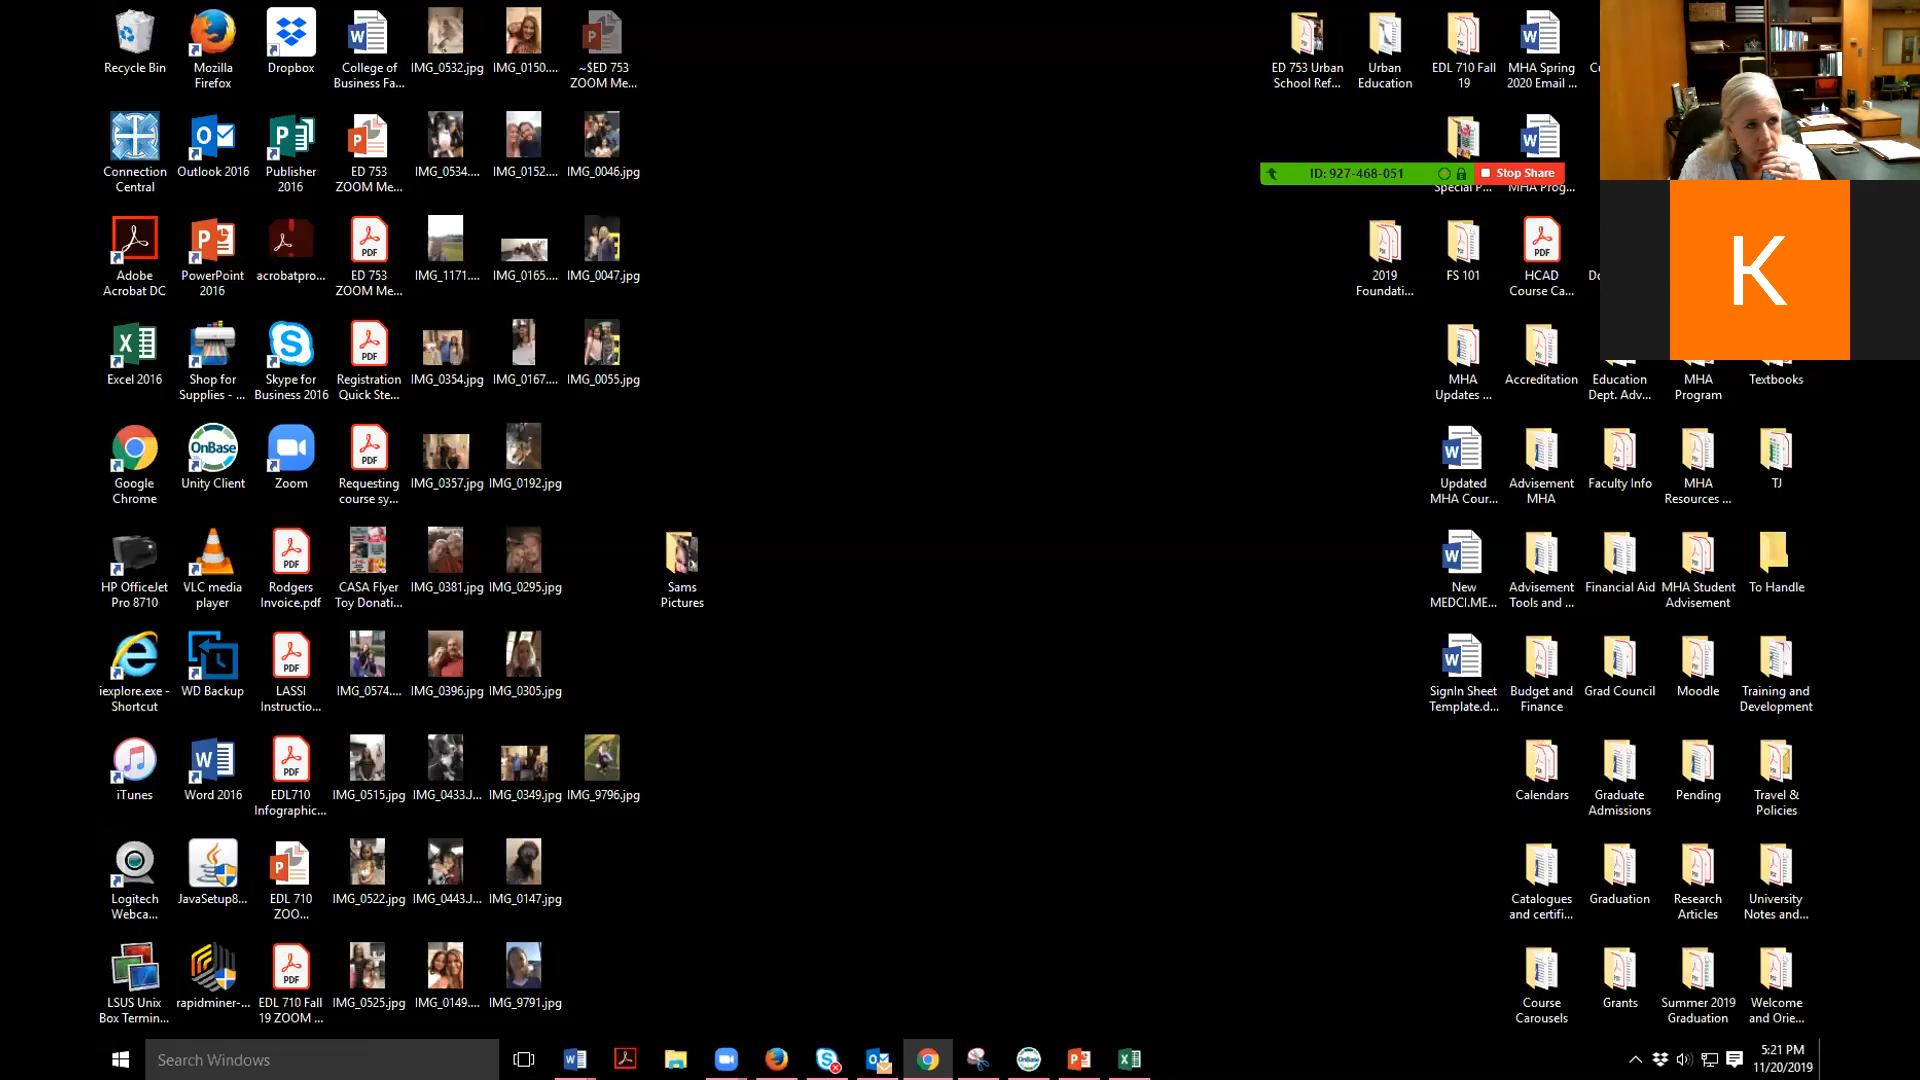 Recycle Bin
Mozilla
Firefox
Dropbox
College of
Business Fa...
IMG_0532.jpg
IMG_0150....
~$ED 753
ZOOM Me...
ED 753 Urban
School Ref...
Urban
Education
EDL 710 Fall
19
MHA Spring
2020 Email ...
Connection
Central
Outlook 2016
Publisher
2016
ED 753
ZOOM Me...
IMG_0534....
IMG_0152....
IMG_0046.jpg
ID: 927-468-051
Stop Share
Special P...
MHA Prog...
Adobe
Acrobat DC
PowerPoint
2016
acrobatpro...
ED 753
ZOOM Me...
IMG_1171....
IMG_0165....
IMG_0047.jpg
2019
Foundati...
FS 101
HCAD
Course Ca...
K
Excel 2016
Shop for
Supplies - ...
Skype for
Business 2016
Registration
Quick Ste...
IMG_0354.jpg
IMG_0167....
IMG_0055.jpg
MHA
Updates ...
Accreditation
Education
Dept. Adv...
MHA
Program
Textbooks
Google
Chrome
OnBase
Unity Client
Zoom
Requesting
course sy...
IMG_0357.jpg
IMG_0192.jpg
Updated
MHA Cour...
Advisement
MHA
Faculty Info
MHA
Resources ...
TJ
HP OfficeJet
Pro 8710
VLC media
player
Rodgers
Invoice.pdf
CASA Flyer
Toy Donati...
IMG_0381.jpg
IMG_0295.jpg
Sams
Pictures
New
MEDCI.ME...
Advisement
Tools and ...
Financial Aid
MHA Student
Advisement
To Handle
iexplore.exe -
Shortcut
WD Backup
LASSI
Instructio...
IMG_0574....
IMG_0396.jpg
IMG_0305.jpg
SignIn Sheet
Template.d...
Budget and
Finance
Grad Council
Moodle
Training and
Development
iTunes
Word 2016
EDL710
Infographic...
IMG_0515.jpg
IMG_0433.J...
IMG_0349.jpg
IMG_9796.jpg
Calendars
Graduate
Admissions
Pending
Travel &
Policies
Logitech
Webca...
JavaSetup8...
EDL 710
ZOO...
IMG_0522.jpg
IMG_0443.J...
IMG_0147.jpg
Catalogues
and certifi...
Graduation
Research
Articles
University
Notes and...
LSUS Unix
Box Termin...
rapidminer-...
EDL 710 Fall
19 ZOOM ...
IMG_0525.jpg
IMG_0149....
IMG_9791.jpg
Course
Carousels
Grants
Summer 2019
Graduation
Welcome
and Orie...
Search Windows
5:21 PM
11/20/2019